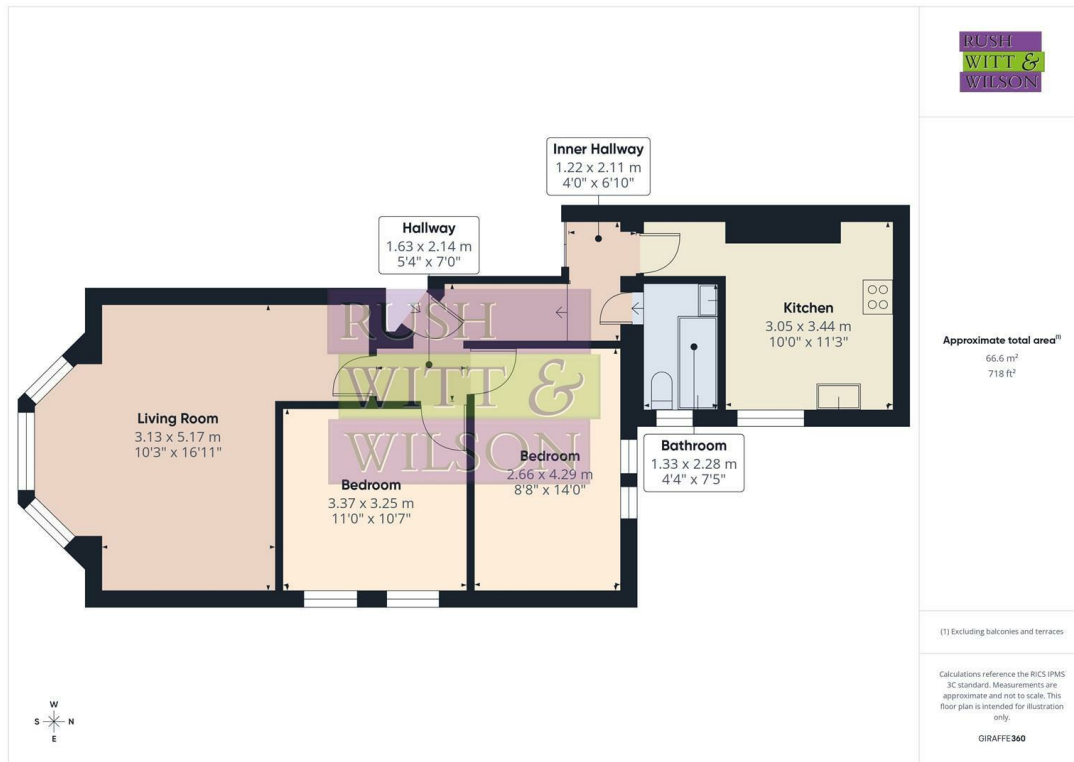 RUSH
WITT &
WILSON
Inner Hallway
1.22 x 2.11 m
4'0" x 6'10"
Hallway
1.63 x 2.14 m
5'4" x 7'0"
Kitchen
3.05 x 3.44 m
10'0" x 11'3"
Living Room
3.13 x 5.17 m
10'3" x 16'11"
Bathroom
1.33 x 2.28 m
4'4" x 7'5"
Bedroom
2.66 x 4.29 m
8'8" x 14'0"
Bedroom
3.37 x 3.25 m
11'0" x 10'7"
RUSH
WITT &
WILSON
Approximate total area(1)
66.6 m²
718 ft²
(1) Excluding balconies and terraces
Calculations reference the RICS IPMS
3C standard. Measurements are
approximate and not to scale. This
floor plan is intended for illustration
only.
GIRAFFE360
W
S N
E